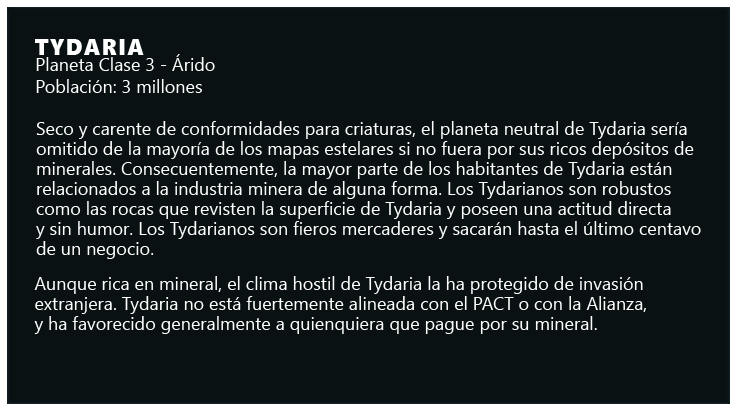 TYDARIA
Planeta Clase 3 - Árido
Población: 3 millones
Seco y carente de conformidades para criaturas, el planeta neutral de Tydaria sería
omitido de la mayoría de los mapas estelares si no fuera por sus ricos depósitos de
minerales. Consecuentemente, la mayor parte de los habitantes de Tydaria están
relacionados a la industria minera de alguna forma. Los Tydarianos son robustos
como las rocas que revisten la superficie de Tydaria y poseen una actitud directa
y sin humor. Los Tydarianos son fieros mercaderes y sacarán hasta el último centavo
de un negocio.
Aunque rica en mineral, el clima hostil de Tydaria la ha protegido de invasión
extranjera. Tydaria no está fuertemente alineada con el PACT o con la Alianza,
y ha favorecido generalmente a quienquiera que pague por su mineral.